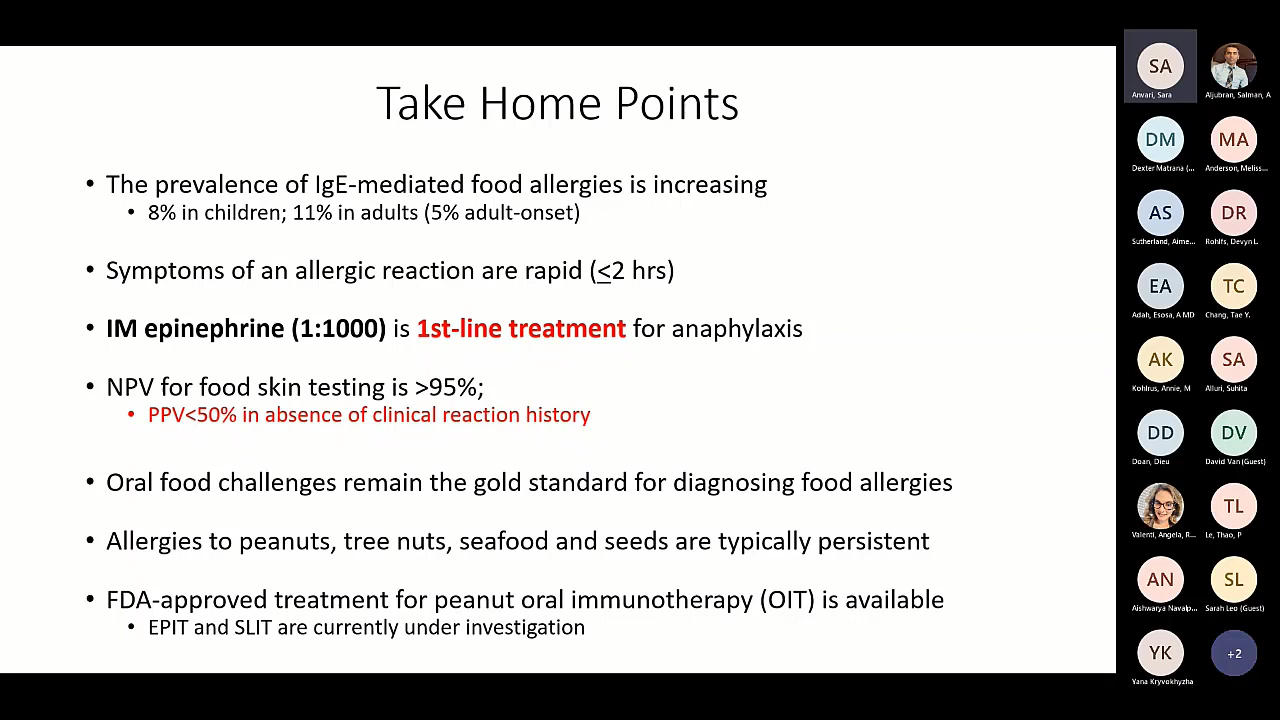 Take Home Points
• The prevalence of IgE-mediated food allergies is increasing
• 8% in children; 11% in adults (5% adult-onset)
• Symptoms of an allergic reaction are rapid (≤2 hrs)
• IM epinephrine (1:1000) is 1st-line treatment for anaphylaxis
• NPV for food skin testing is >95%;
• PPV<50% in absence of clinical reaction history
• Oral food challenges remain the gold standard for diagnosing food allergies
• Allergies to peanuts, tree nuts, seafood and seeds are typically persistent
• FDA-approved treatment for peanut oral immunotherapy (OIT) is available
• EPIT and SLIT are currently under investigation
SA
Anvari, Sara
Aljubran, Salman, A
DM
MA
Dexter Matrana (...
Anderson, Meliss...
AS
DR
Sutherland, Aime...
Rohlfs, Devyn L.
EA
TC
Adah, Esosa, A MD
Chang, Tae Y.
AK
SA
Kohlrus, Annie, M
Alluri, Suhita
DD
DV
Doan, Dieu
David Van (Guest)
TL
Valenti, Angela, R...
Le, Thao, P
AN
SL
Aishwarya Navalp...
Sarah Leo (Guest)
YK
+2
Yana Kryvokhyzha